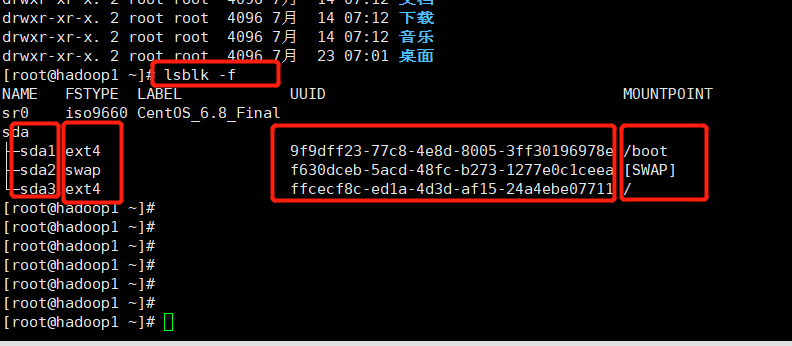 drwxr-xr-x. 2 root root  4096 7月  14 07:12 文档
drwxr-xr-x. 2 root root  4096 7月  14 07:12 下载
drwxr-xr-x. 2 root root  4096 7月  14 07:12 音乐
drwxr-xr-x. 2 root root  4096 7月  23 07:01 桌面
[root@hadoop1 ~]# lsblk -f
NAME   FSTYPE  LABEL            UUID                                 MOUNTPOINT
sr0    iso9660 CentOS_6.8_Final
sda
├─sda1 ext4                     9f9dff23-77c8-4e8d-8005-3ff30196978e /boot
├─sda2 swap                     f630dceb-5acd-48fc-b273-1277e0c1ceea [SWAP]
└─sda3 ext4                     ffcecf8c-ed1a-4d3d-af15-24a4ebe07711 /
[root@hadoop1 ~]#
[root@hadoop1 ~]#
[root@hadoop1 ~]#
[root@hadoop1 ~]#
[root@hadoop1 ~]#
[root@hadoop1 ~]#
[root@hadoop1 ~]#